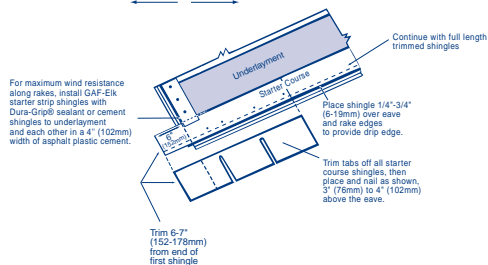 Continue with full length
trimmed shingles
Underlayment
Starter Course
For maximum wind resistance
along rakes, install GAF-Elk
starter strip shingles with
Dura-Grip® sealant or cement
shingles to underlayment
and each other in a 4" (102mm)
width of asphalt plastic cement.
Place shingle 1/4"-3/4"
(6-19mm) over eave
and rake edges
to provide drip edge.
6"
(152mm)
Trim tabs off all starter
course shingles, then
place and nail as shown,
3" (76mm) to 4" (102mm)
above the eave.
Trim 6-7"
(152-178mm)
from end of
first shingle